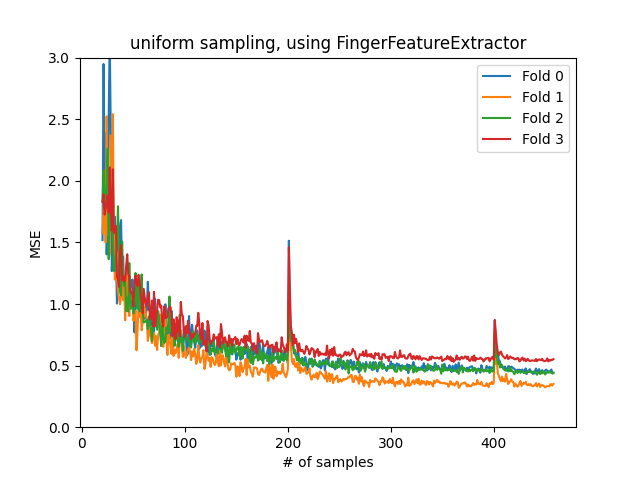 uniform sampling, using FingerFeatureExtractor
Fold 0
Fold 1
Fold 2
Fold 3
3.0
2.5
2.0
1.5
1.0
0.5
0.0
MSE
0 100 200 300 400
# of samples